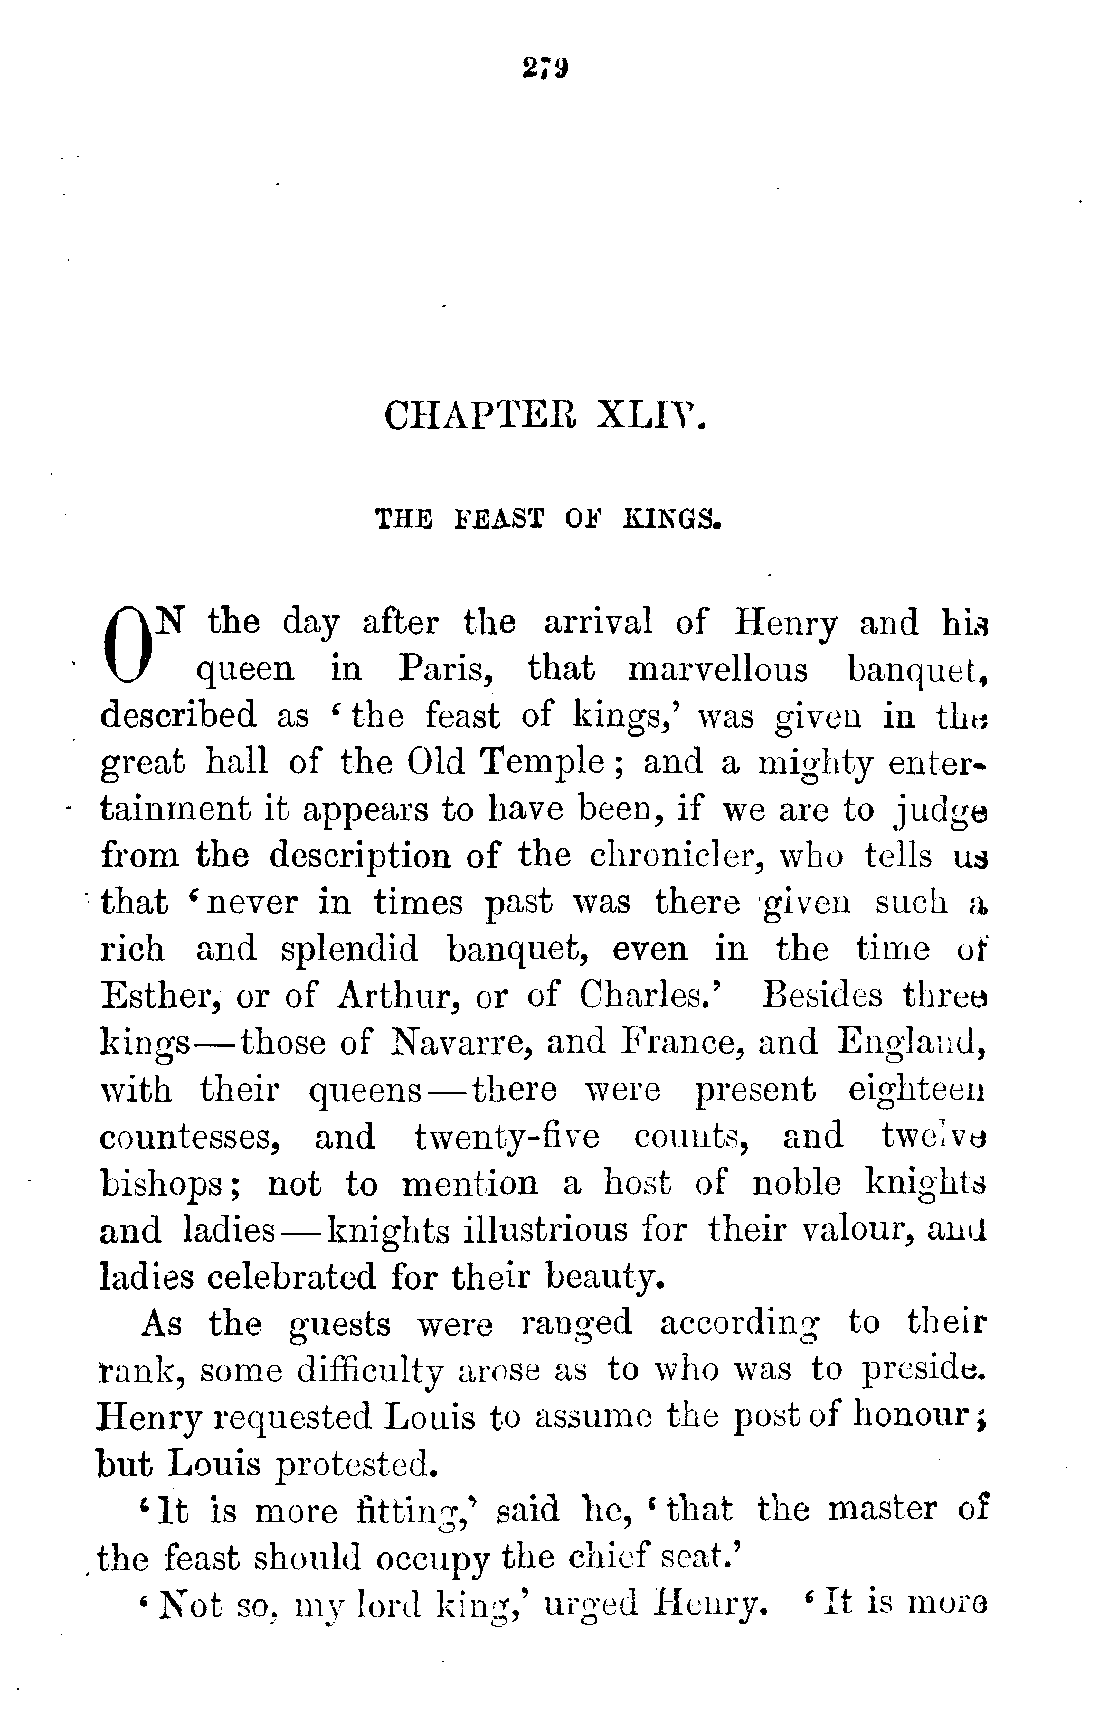 279
CHAPTER XLIV.
THE FEAST OF KINGS.
ON the day after the arrival of Henry and his
queen in Paris, that marvellous banquet,
described as ‘the feast of kings,’ was given in the
great hall of the Old Temple; and a mighty enter-
tainment it appears to have been, if we are to judge
from the description of the chronicler, who tells us
that ‘never in times past was there given such a
rich and splendid banquet, even in the time of
Esther, or of Arthur, or of Charles.’ Besides three
kings—those of Navarre, and France, and England,
with their queens—there were present eighteen
countesses, and twenty-five counts, and twelve
bishops; not to mention a host of noble knights
and ladies—knights illustrious for their valour, and
ladies celebrated for their beauty.
As the guests were ranged according to their
rank, some difficulty arose as to who was to preside.
Henry requested Louis to assume the post of honour;
but Louis protested.
‘It is more fitting,’ said he, ‘that the master of
the feast should occupy the chief seat.’
‘Not so, my lord king,’ urged Henry. ‘It is more